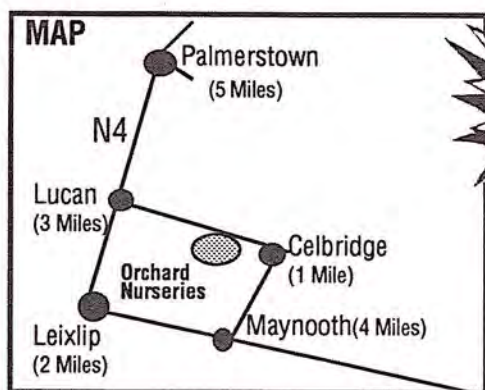 MAP
Palmerstown
(5 Miles)
N4
Lucan
(3 Miles)
Celbridge
(1 Mile)
Orchard
Nurseries
Maynooth(4 Miles)
Leixlip
(2 Miles)